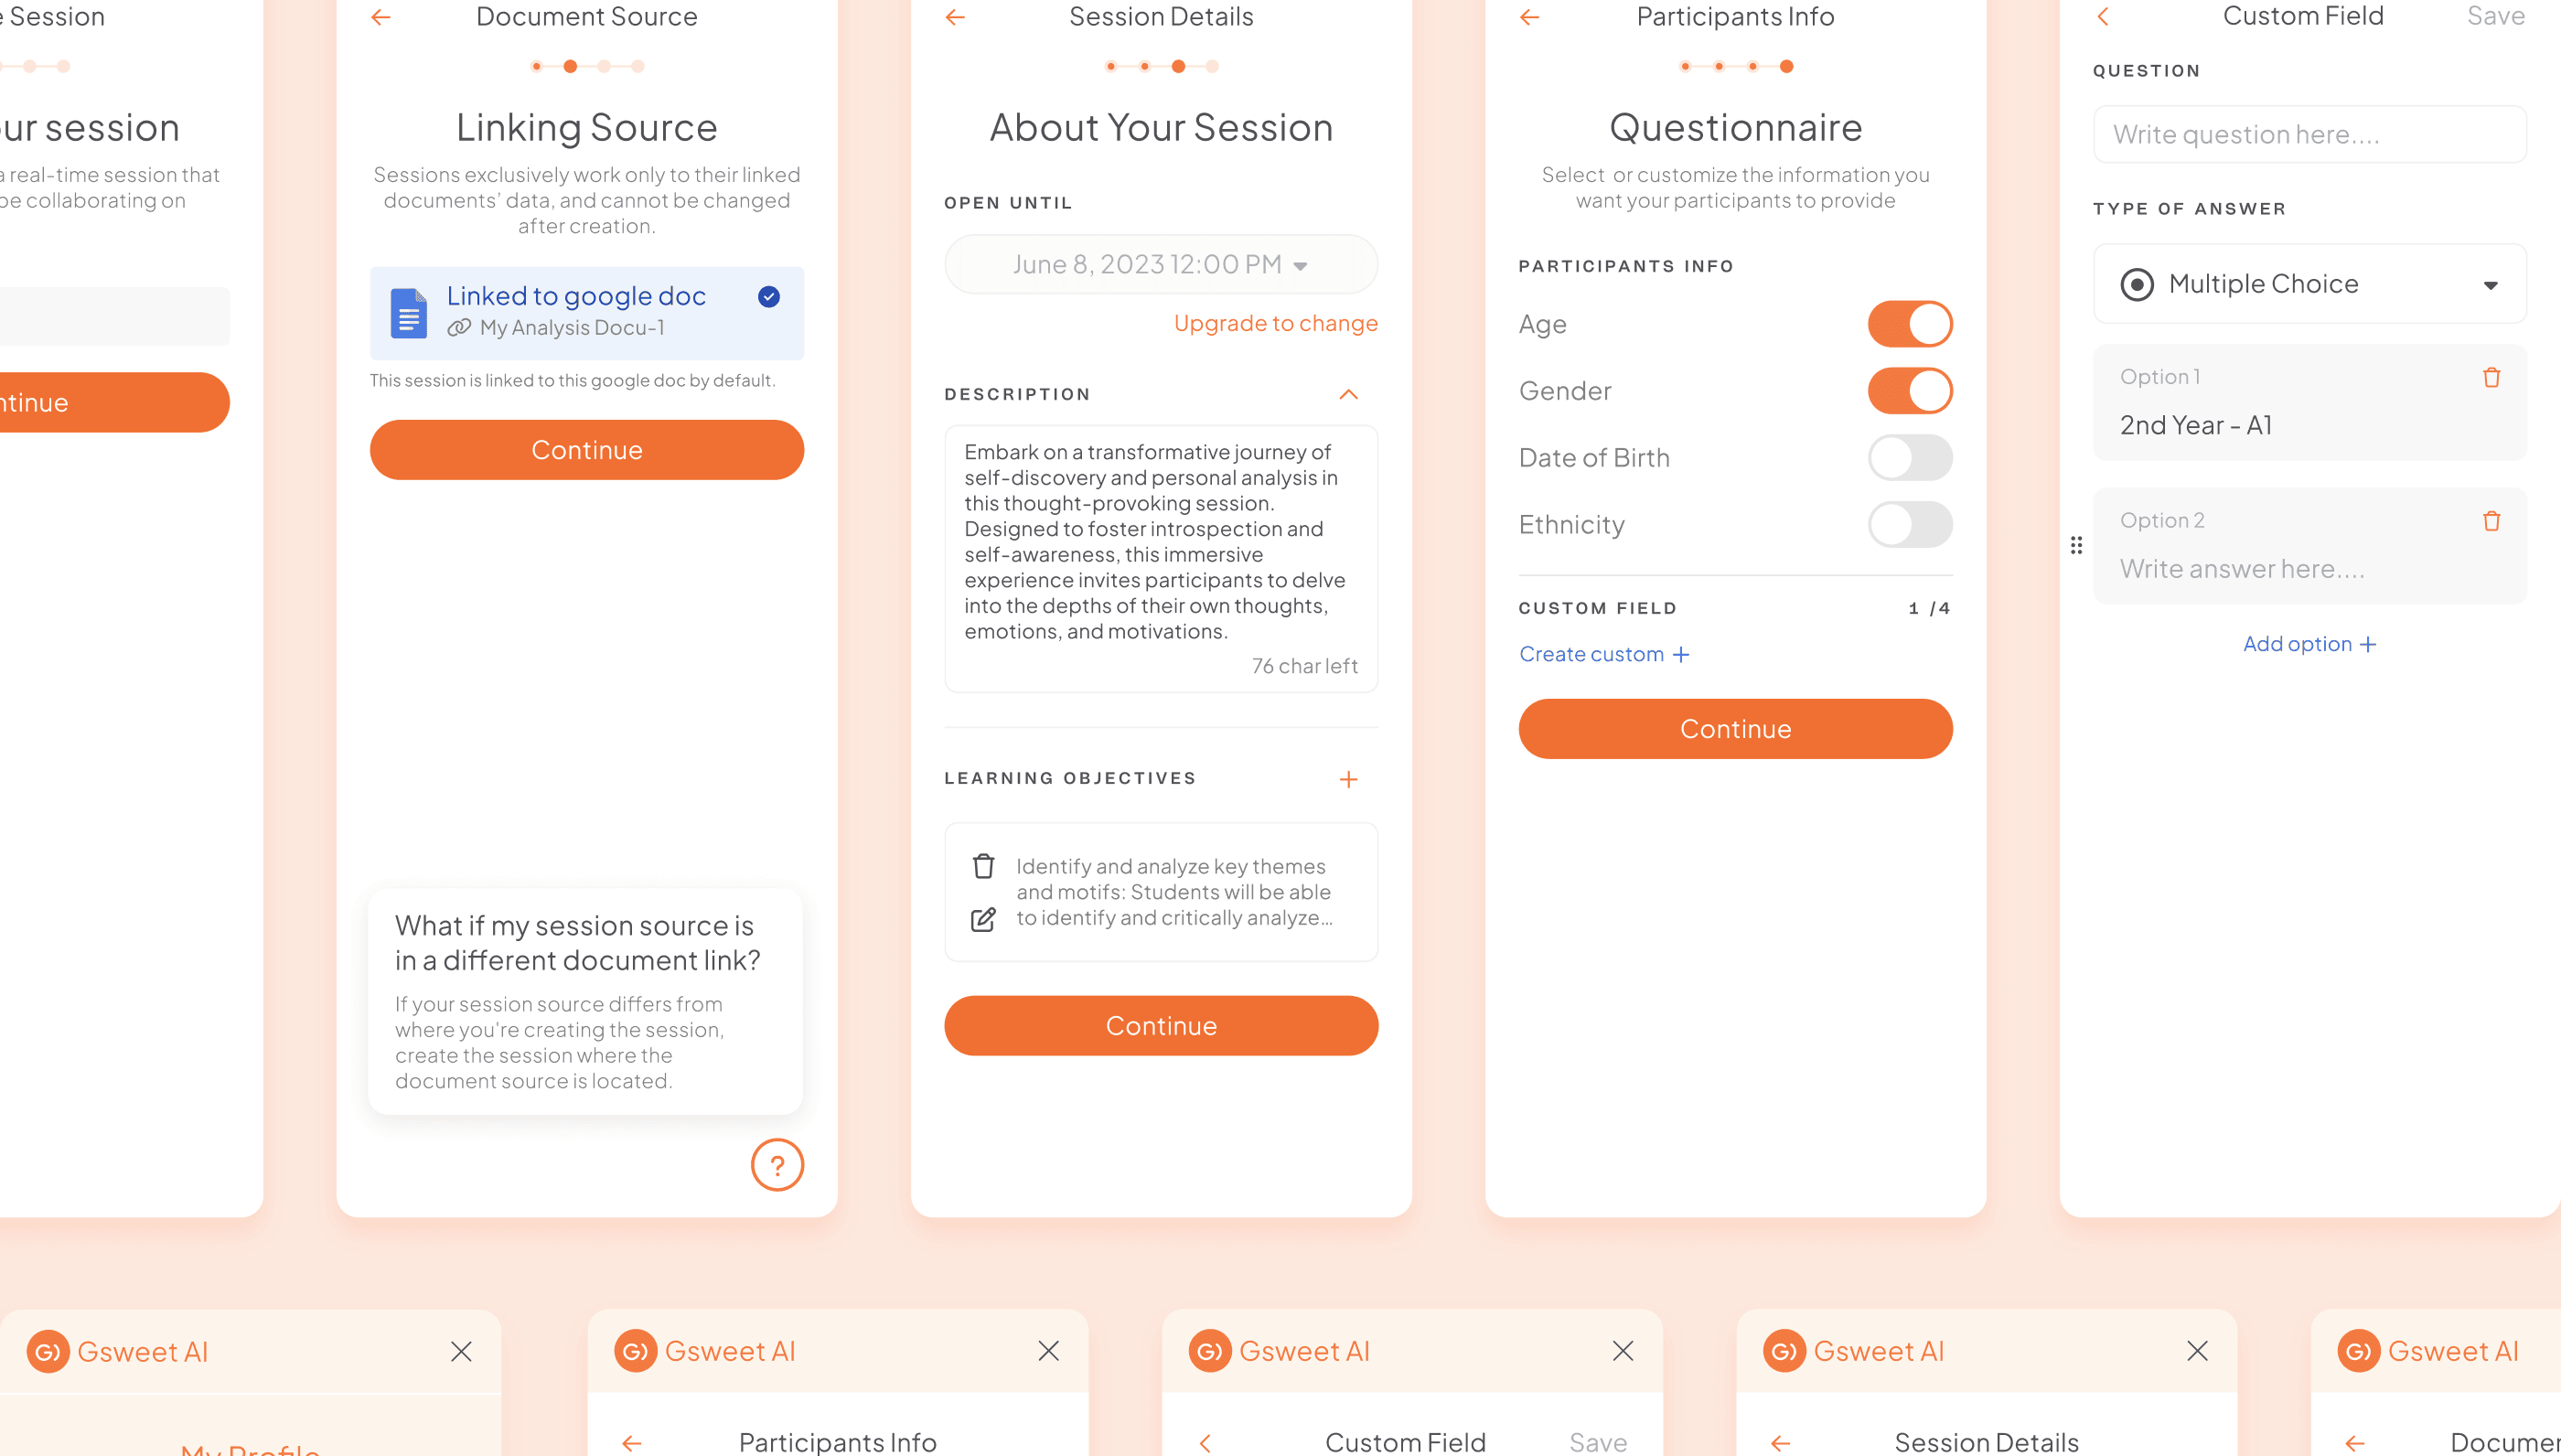 Session
ur session
a real-time session that
be collaborating on
ntinue
Document Source
Linking Source
Sessions exclusively work only to their linked
documents’ data, and cannot be changed
after creation.
Linked to google doc
My Analysis Docu-1
This session is linked to this google doc by default.
Continue
What if my session source is
in a different document link?
If your session source differs from
where you're creating the session,
create the session where the
document source is located.
?
Session Details
About Your Session
OPEN UNTIL
June 8, 2023 12:00 PM
Upgrade to change
DESCRIPTION
Embark on a transformative journey of
self-discovery and personal analysis in
this thought-provoking session.
Designed to foster introspection and
self-awareness, this immersive
experience invites participants to delve
into the depths of their own thoughts,
emotions, and motivations.
76 char left
LEARNING OBJECTIVES
Identify and analyze key themes
and motifs: Students will be able
to identify and critically analyze...
Continue
Participants Info
Questionnaire
Select or customize the information you
want your participants to provide
PARTICIPANTS INFO
Age
Gender
Date of Birth
Ethnicity
CUSTOM FIELD 1 /4
Create custom +
Continue
Custom Field Save
QUESTION
Write question here....
TYPE OF ANSWER
Multiple Choice
Option 1
2nd Year - A1
Option 2
Write answer here....
Add option +
G) Gsweet AI
My Profile
G) Gsweet AI
Participants Info
G) Gsweet AI
Custom Field Save
G) Gsweet AI
Session Details
G) Gsweet AI
Documen